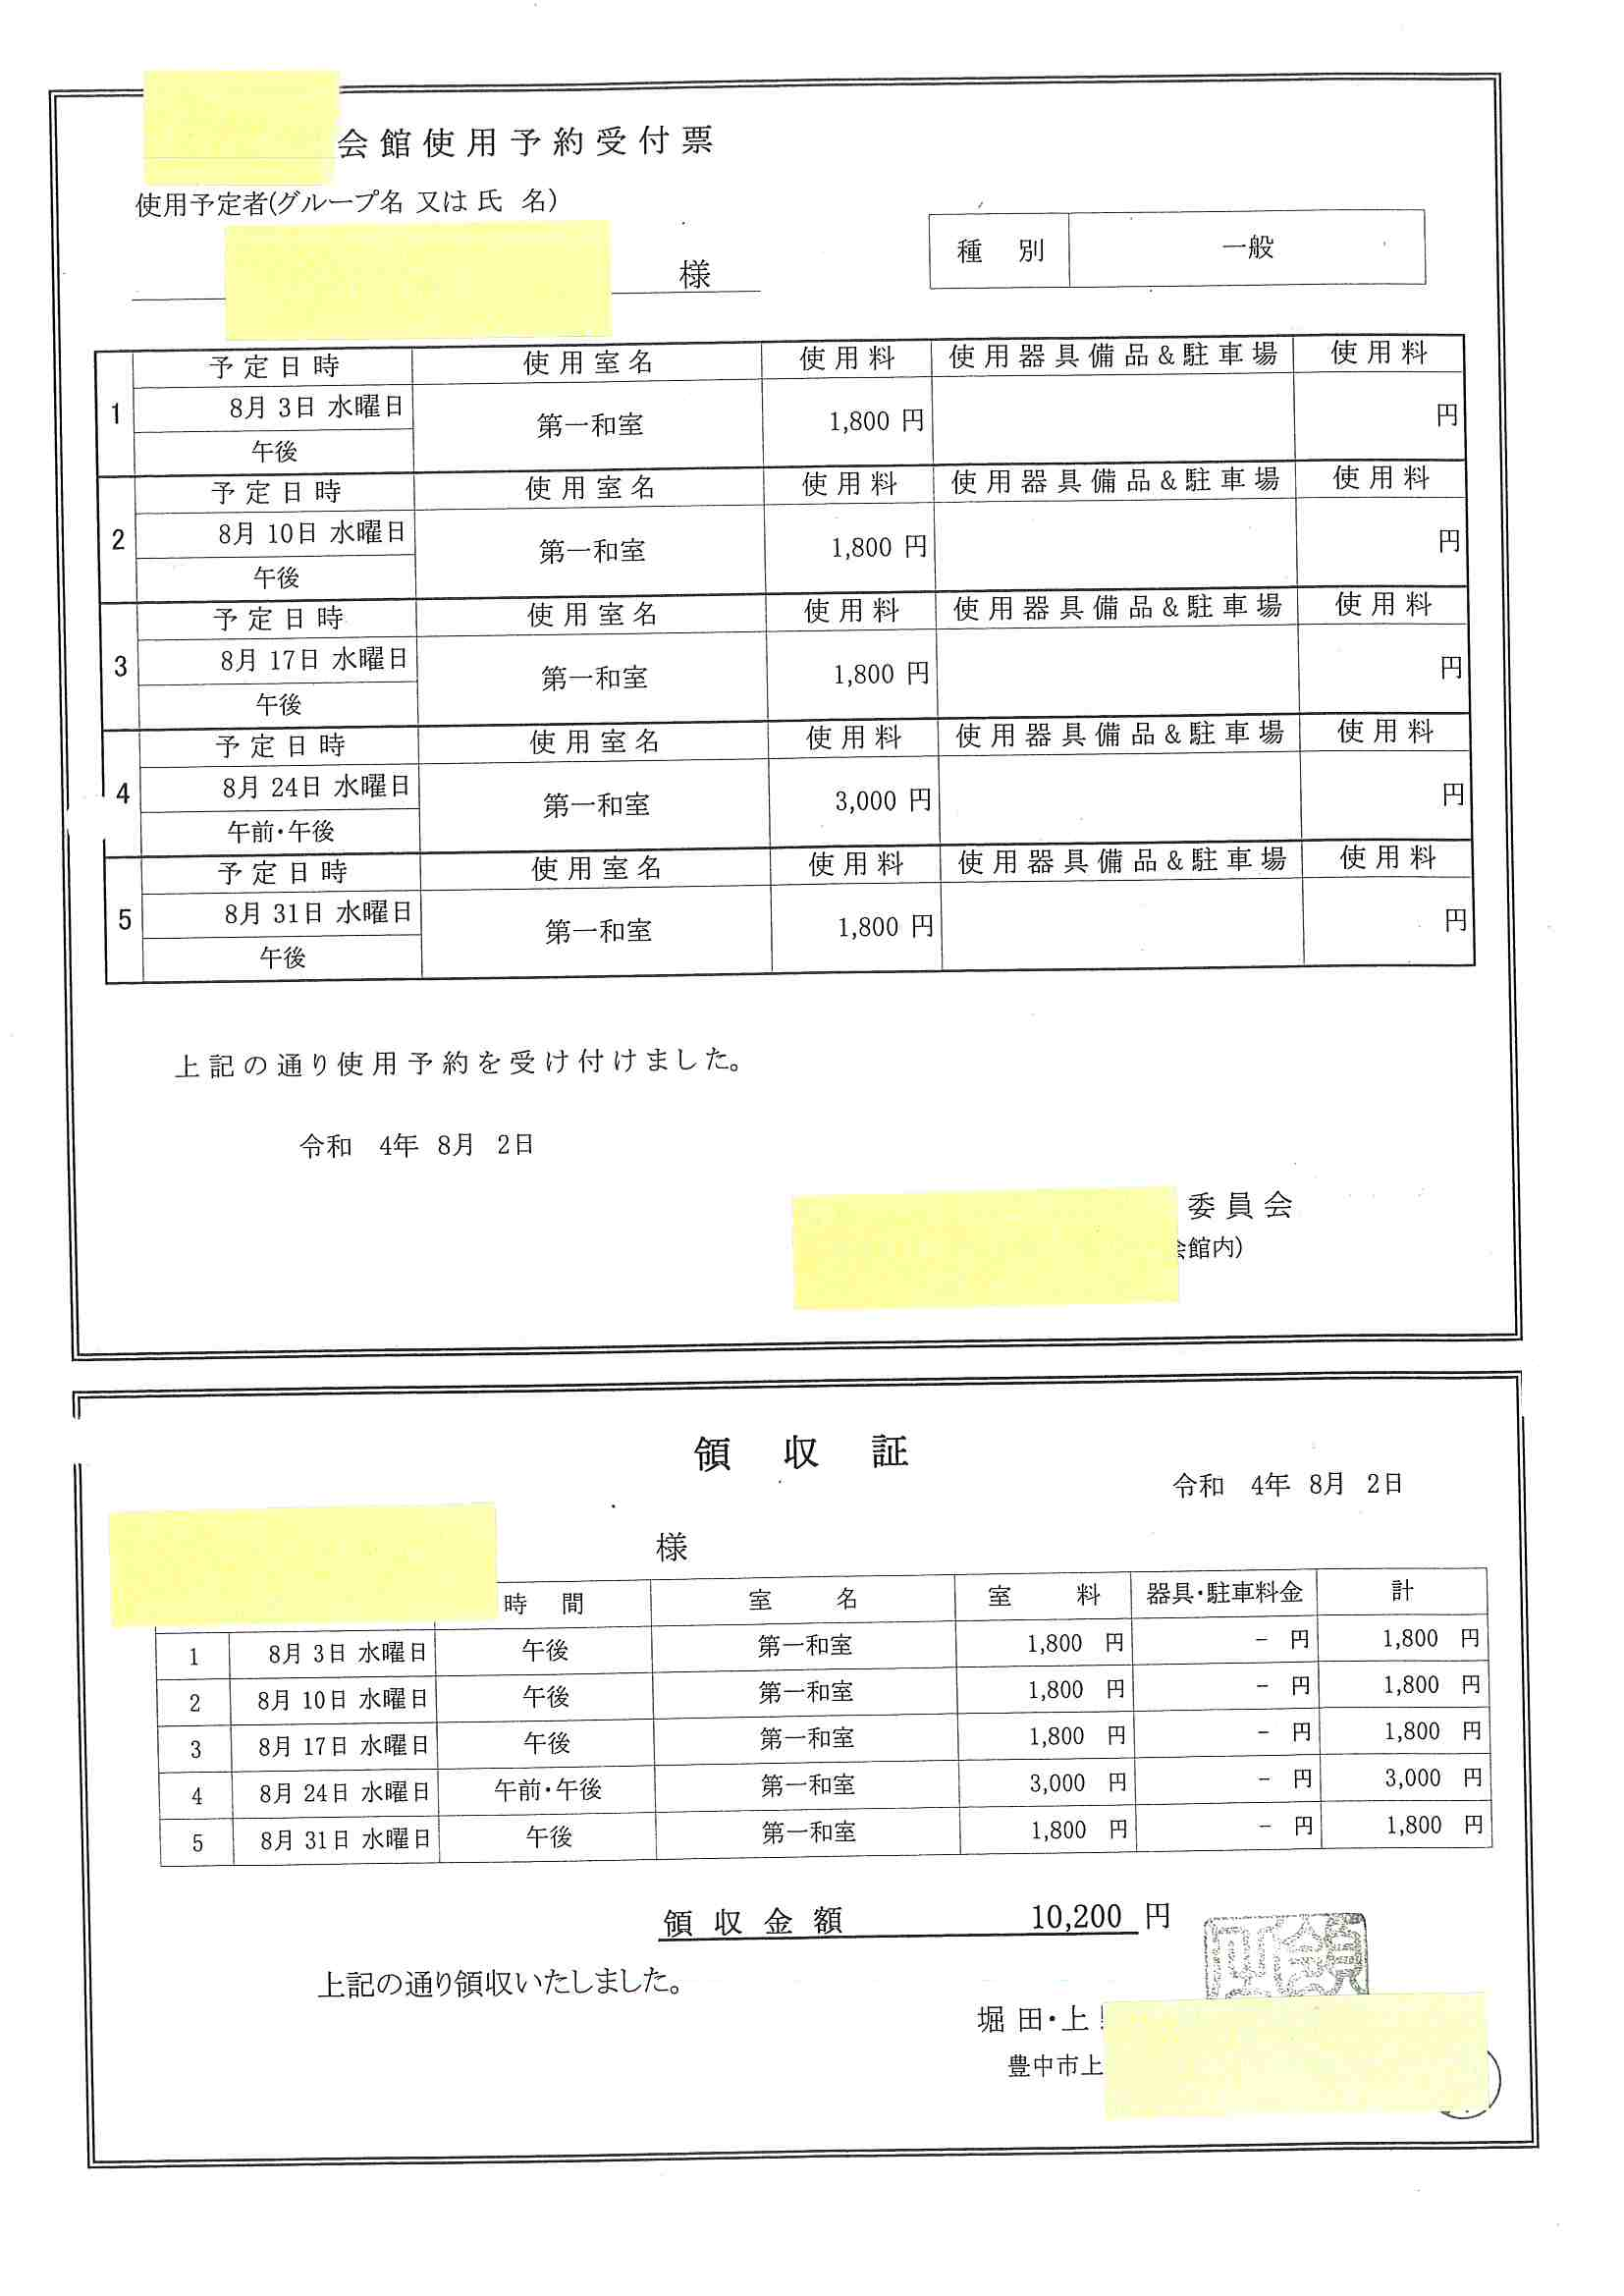 会館使用予約受付票
使用予定者(グループ名 又は 氏 名)
様
種 別 一般
予定日時 使用室名 使用料 使用器具備品&駐車場 使用料
1 8月 3日 水曜日 第一和室 1,800 円 円
午後
予定日時 使用室名 使用料 使用器具備品&駐車場 使用料
2 8月 10日 水曜日 第一和室 1,800 円 円
午後
予定日時 使用室名 使用料 使用器具備品&駐車場 使用料
3 8月 17日 水曜日 第一和室 1,800 円 円
午後
予定日時 使用室名 使用料 使用器具備品&駐車場 使用料
4 8月 24日 水曜日 第一和室 3,000 円 円
午前・午後
予定日時 使用室名 使用料 使用器具備品&駐車場 使用料
5 8月 31日 水曜日 第一和室 1,800 円 円
午後
上記の通り使用予約を受け付けました。
令和 4年 8月 2日
委員会
会館内)
領収証
令和 4年 8月 2日
様
時 間 室 名 室 料 器具・駐車料金 計
1 8月 3日 水曜日 午後 第一和室 1,800 円 - 円 1,800 円
2 8月 10日 水曜日 午後 第一和室 1,800 円 - 円 1,800 円
3 8月 17日 水曜日 午後 第一和室 1,800 円 - 円 1,800 円
4 8月 24日 水曜日 午前・午後 第一和室 3,000 円 - 円 3,000 円
5 8月 31日 水曜日 午後 第一和室 1,800 円 - 円 1,800 円
領収金額 10,200 円
上記の通り領収いたしました。
堀田・上
豊中市上